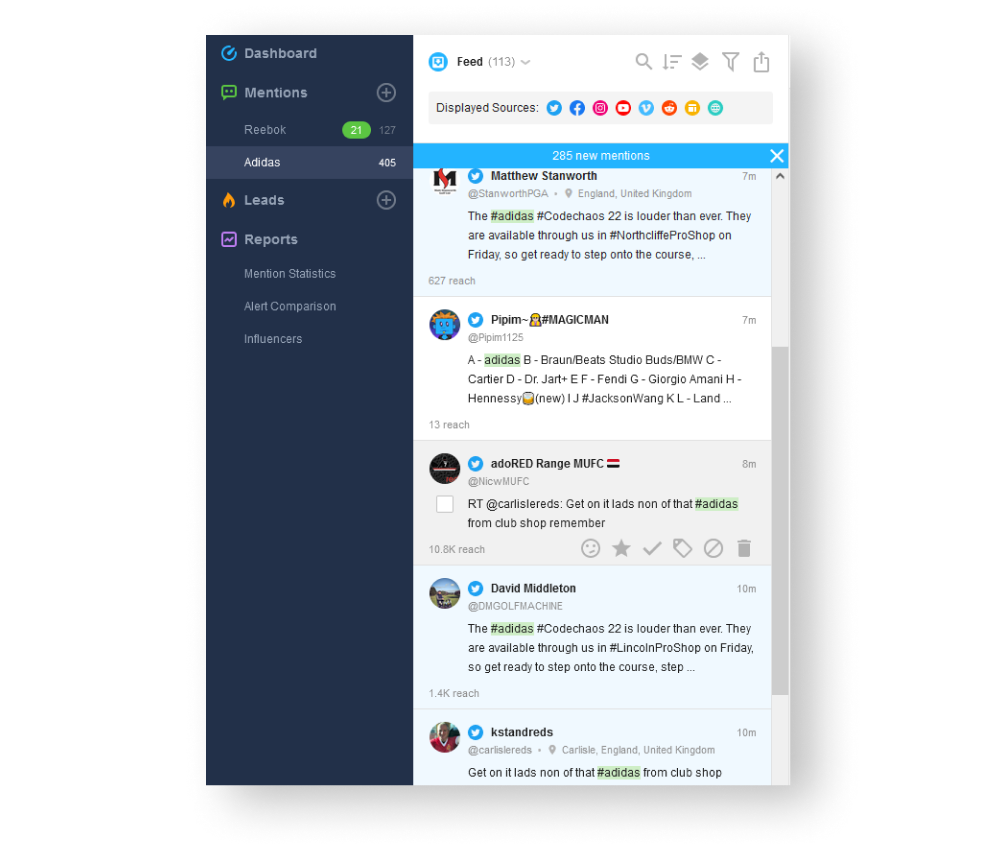 Dashboard
Mentions
Reebok 21 127
Adidas 405
Leads
Reports
Mention Statistics
Alert Comparison
Influencers
Feed (113)
Displayed Sources:
285 new mentions
Matthew Stanworth 7m
@StanworthPGA • England, United Kingdom
The #adidas #Codechaos 22 is louder than ever. They
are available through us in #NorthcliffeProShop on
Friday, so get ready to step onto the course, ...
627 reach
Pipim~🙆#MAGICMAN 7m
@Pipim1125
A - adidas B - Braun/Beats Studio Buds/BMW C -
Cartier D - Dr. Jart+ E F - Fendi G - Giorgio Amani H -
Hennessy🥃(new) I J #JacksonWang K L - Land ...
13 reach
adoRED Range MUFC 🇾🇪 8m
@NicwMUFC
RT @carlislereds: Get on it lads non of that #adidas
from club shop remember
10.8K reach
David Middleton 10m
@DMGOLFMACHINE
The #adidas #Codechaos 22 is louder than ever. They
are available through us in #LincolnProShop on Friday,
so get ready to step onto the course, step ...
1.4K reach
kstandreds 10m
@carlislereds • Carlisle, England, United Kingdom
Get on it lads non of that #adidas from club shop